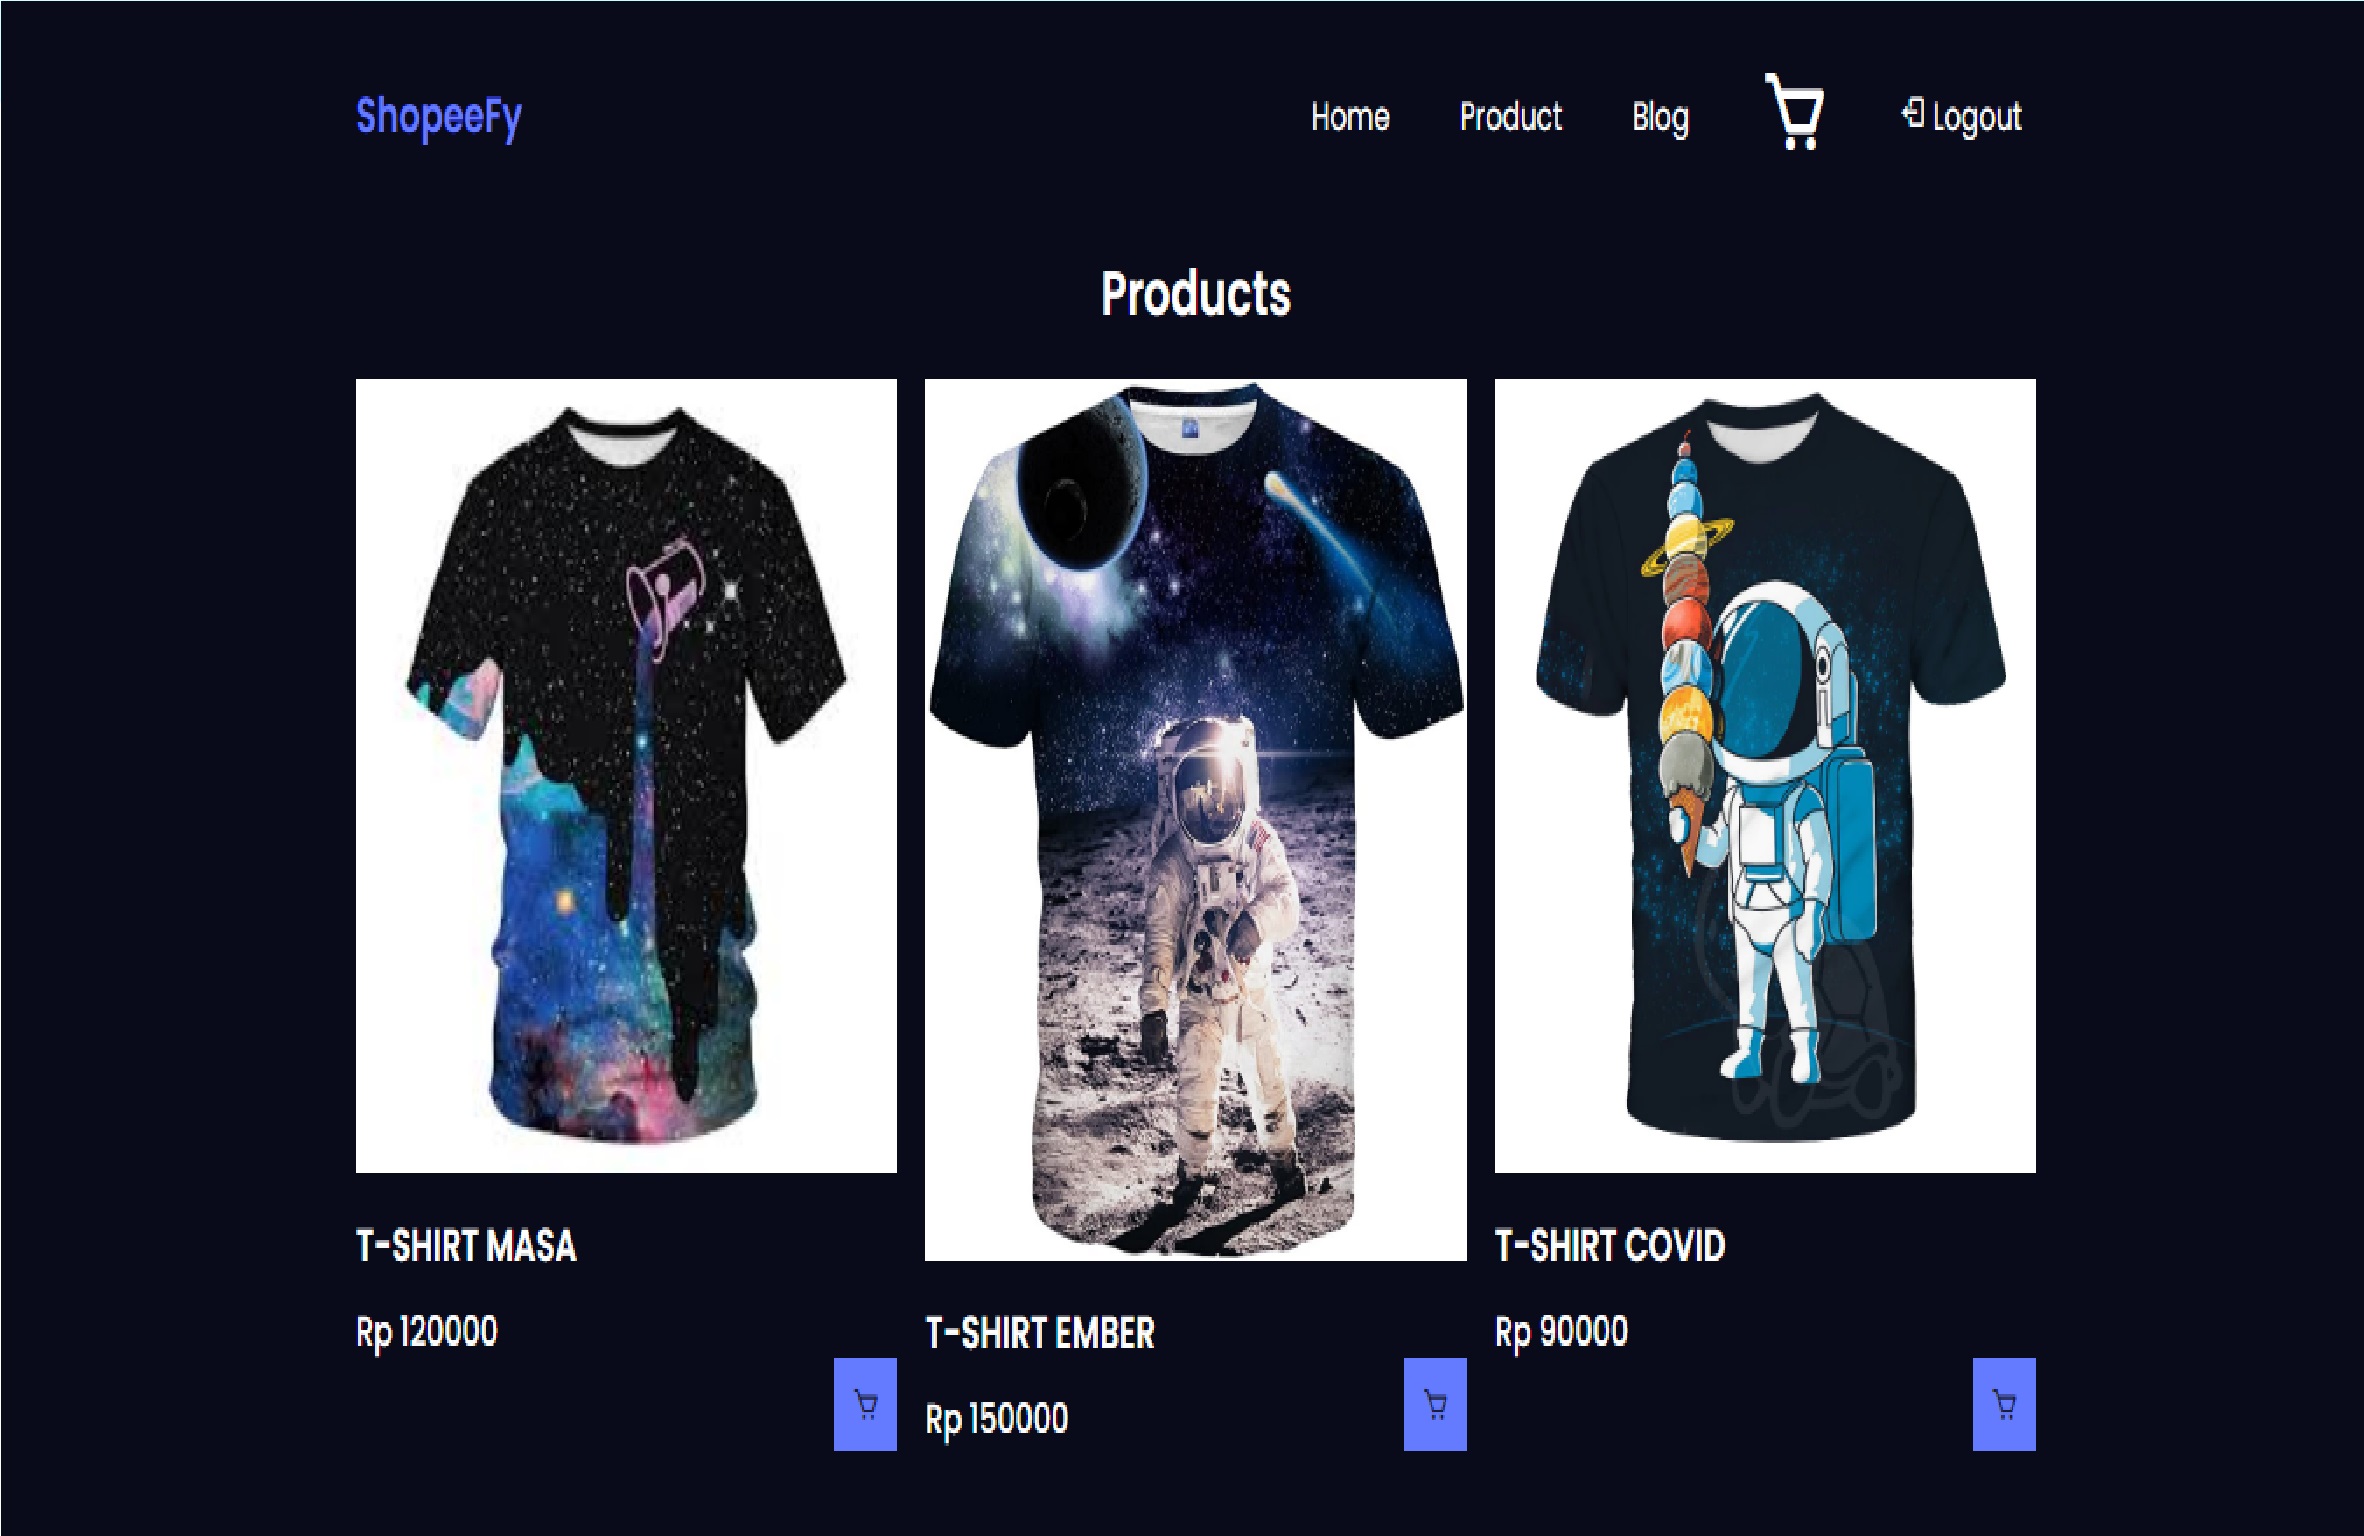 ShopeeFy
Home Product Blog Logout
Products
T-SHIRT MASA
Rp 120000
T-SHIRT EMBER
Rp 150000
T-SHIRT COVID
Rp 90000